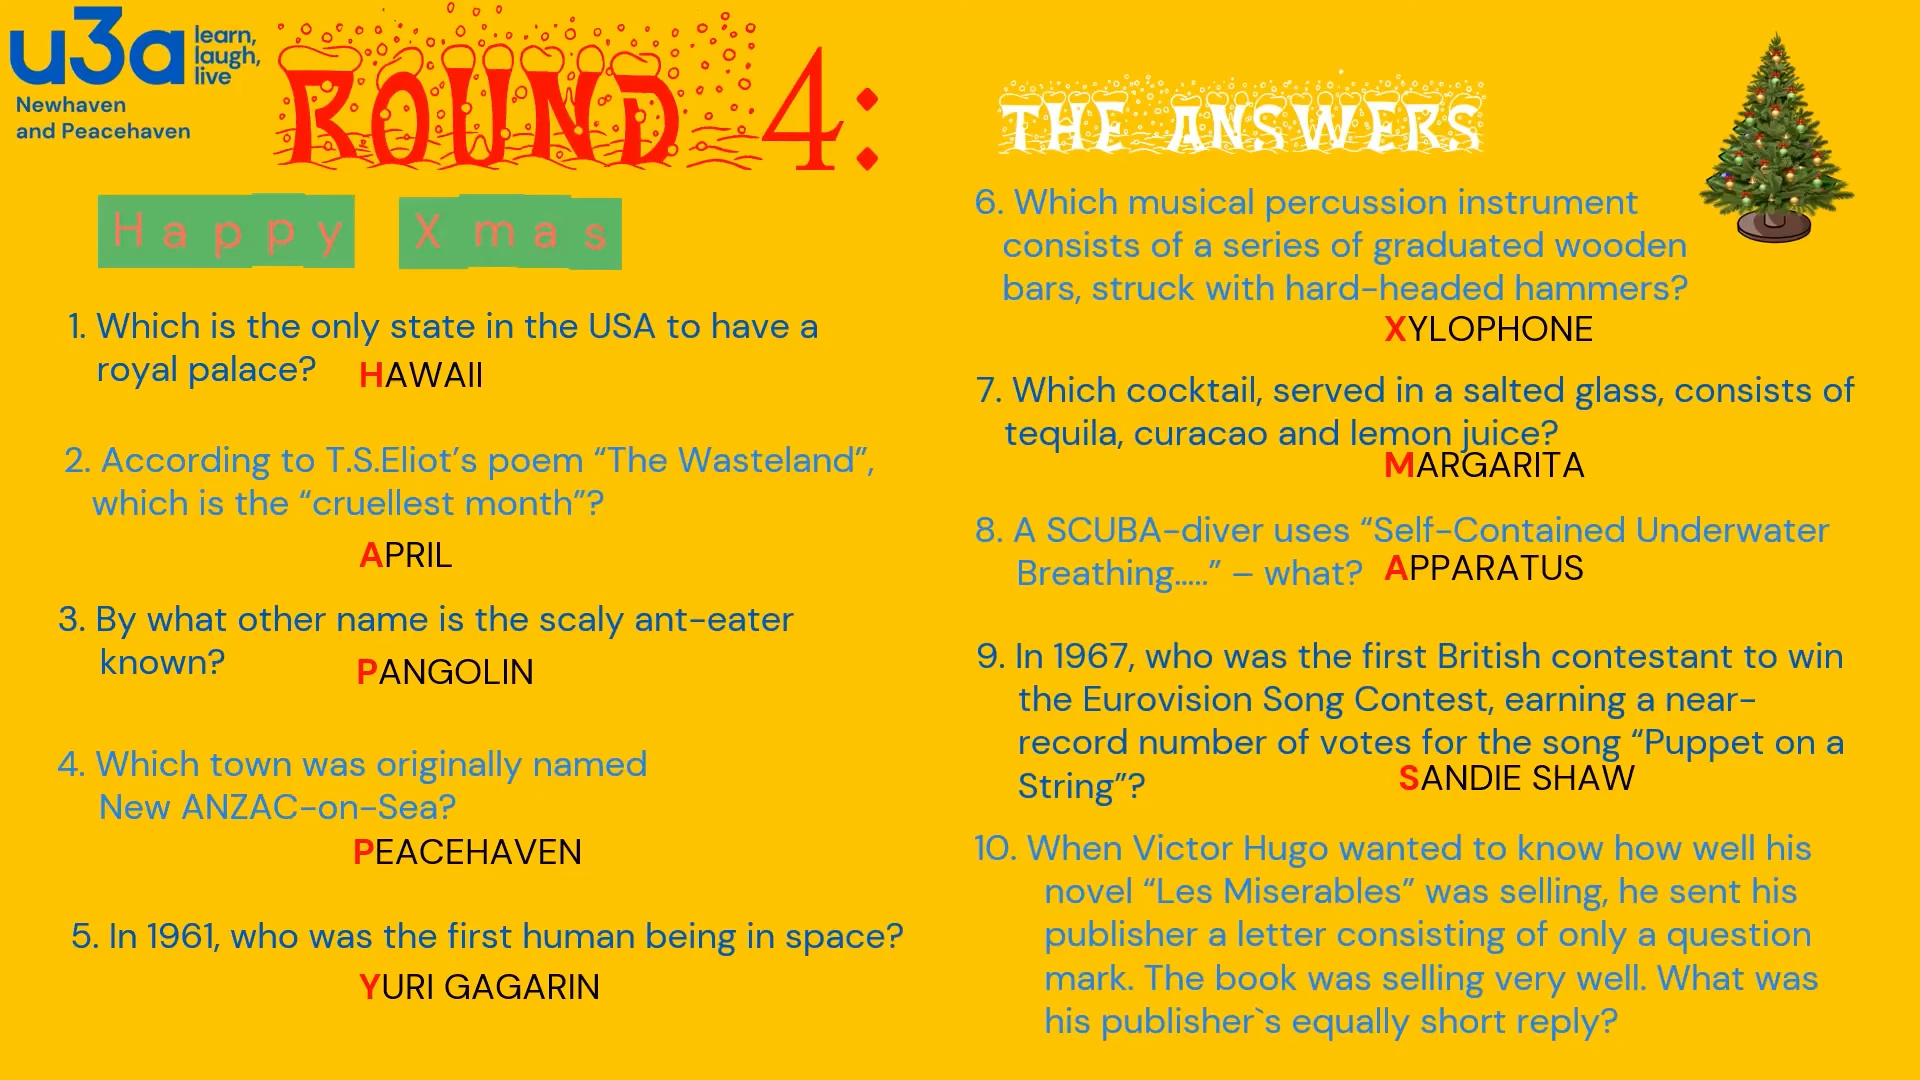 u3a learn,
laugh,
live
Newhaven
and Peacehaven
ROUND 4:
Happy Xmas
1. Which is the only state in the USA to have a
royal palace? HAWAII
2. According to T.S.Eliot’s poem “The Wasteland”,
which is the “cruellest month”?
APRIL
3. By what other name is the scaly ant-eater
known? PANGOLIN
4. Which town was originally named
New ANZAC-on-Sea?
PEACEHAVEN
5. In 1961, who was the first human being in space?
YURI GAGARIN
THE ANSWERS
6. Which musical percussion instrument
consists of a series of graduated wooden
bars, struck with hard-headed hammers?
XYLOPHONE
7. Which cocktail, served in a salted glass, consists of
tequila, curacao and lemon juice?
MARGARITA
8. A SCUBA-diver uses “Self-Contained Underwater
Breathing.....” – what? APPARATUS
9. In 1967, who was the first British contestant to win
the Eurovision Song Contest, earning a near-
record number of votes for the song “Puppet on a
String”? SANDIE SHAW
10. When Victor Hugo wanted to know how well his
novel “Les Miserables” was selling, he sent his
publisher a letter consisting of only a question
mark. The book was selling very well. What was
his publisher`s equally short reply?